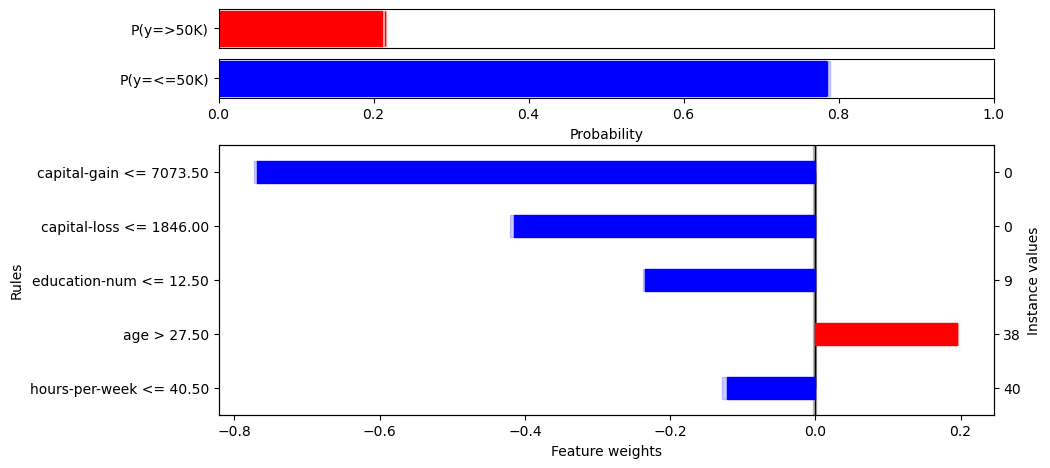 P(y=>50K)
P(y=<=50K)
0.0 0.2 0.4 0.6 0.8 1.0
Probability
capital-gain <= 7073.50 0
capital-loss <= 1846.00 0
education-num <= 12.50 9
age > 27.50 38
hours-per-week <= 40.50 40
Rules
Instance values
−0.8 −0.6 −0.4 −0.2 0.0 0.2
Feature weights